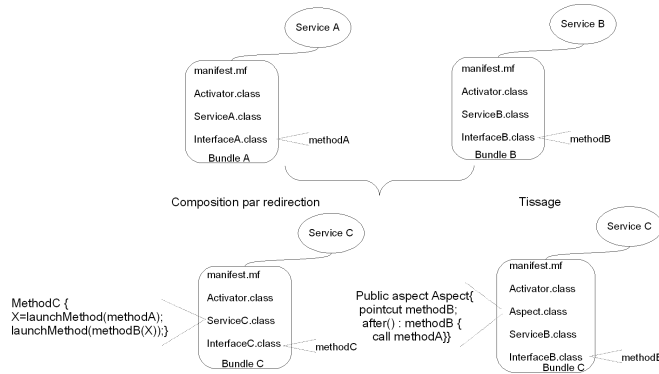 Service A
manifest.mf
Activator.class
ServiceA.class
InterfaceA.class
Bundle A
methodA
Service B
manifest.mf
Activator.class
ServiceB.class
InterfaceB.class
Bundle B
methodB
Composition par redirection
Tissage
Service C
manifest.mf
Activator.class
ServiceC.class
InterfaceC.class
Bundle C
methodC
MethodC {
X=launchMethod(methodA);
launchMethod(methodB(X));}
Service C
manifest.mf
Activator.class
Aspect.class
ServiceB.class
InterfaceB.class
Bundle C
methodB
Public aspect Aspect{
pointcut methodB;
after() : methodB {
call methodA}}